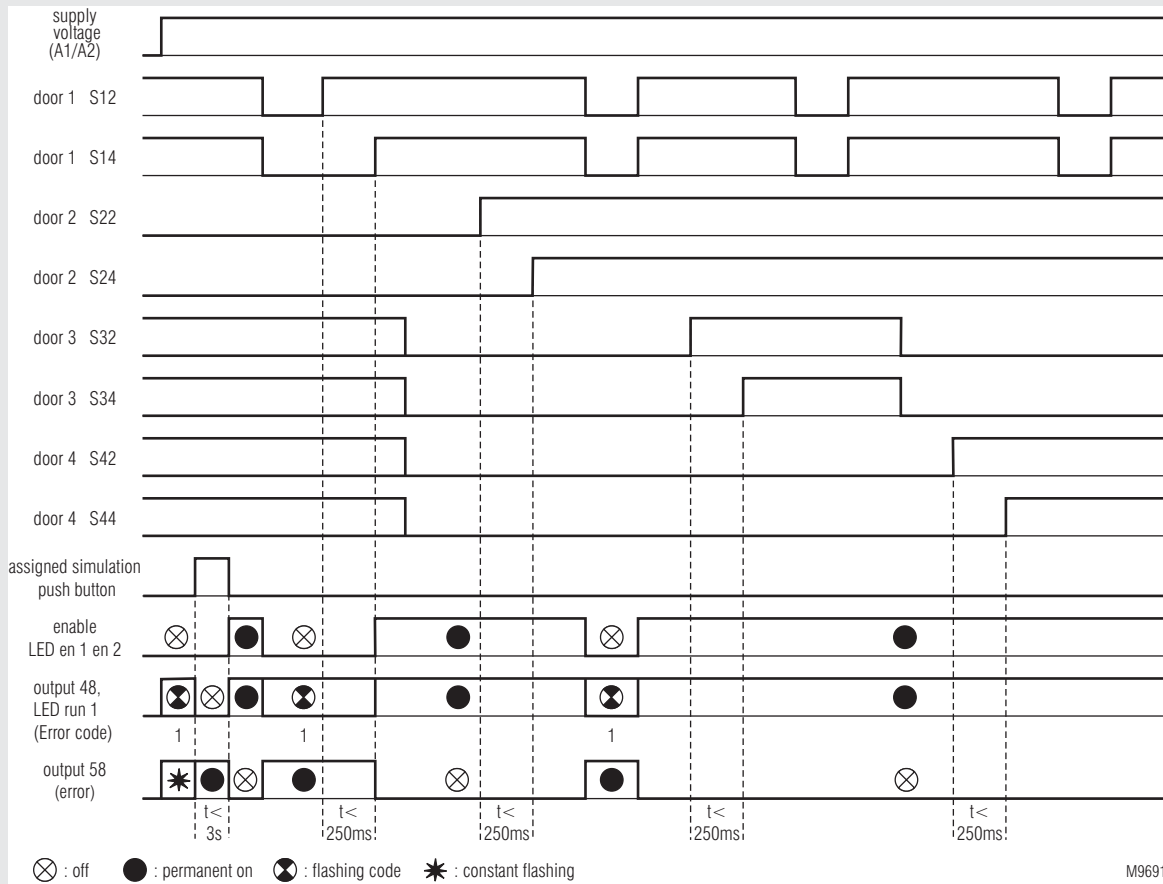 supply
voltage
(A1/A2)
door 1 S12
door 1 S14
door 2 S22
door 2 S24
door 3 S32
door 3 S34
door 4 S42
door 4 S44
assigned simulation
push button
enable
LED en 1 en 2
output 48,
LED run 1
(Error code)
1 1 1
output 58
(error)
t< t< t< t< t<
3s 250ms 250ms 250ms 250ms
: off : permanent on : flashing code : constant flashing
M9691